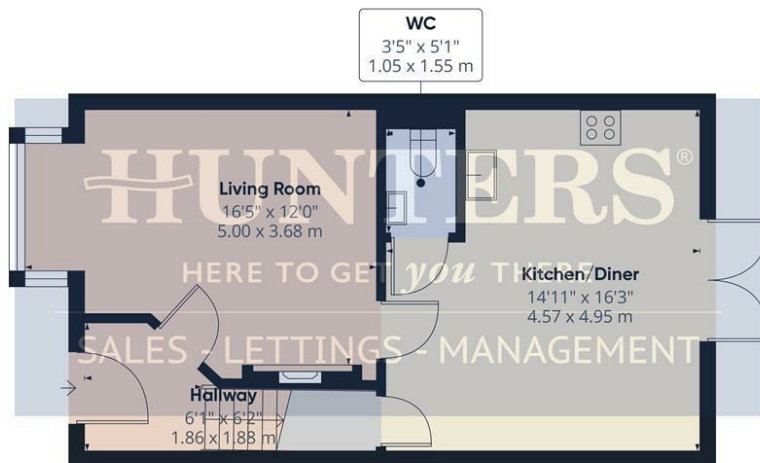 WC
3'5" x 5'1"
1.05 x 1.55 m
HUNTERS®
Living Room
16'5" x 12'0"
5.00 x 3.68 m
HERE TO GET you THERE
Kitchen/Diner
14'11" x 16'3"
4.57 x 4.95 m
SALES - LETTINGS - MANAGEMENT
Hallway
6'1" x 6'2"
1.86 x 1.88 m